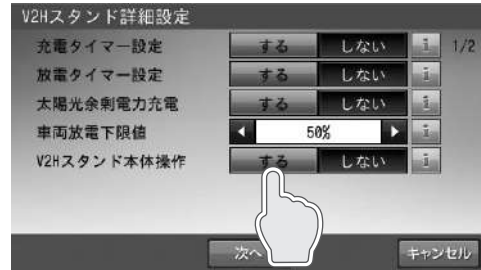 V2Hスタンド詳細設定
充電タイマー設定 する しない i 1/2
放電タイマー設定 する しない i
太陽光余剰電力充電 する しない i
車両放電下限値 ◀ 50% ▶ i
V2Hスタンド本体操作 する しない i
次へ キャンセル